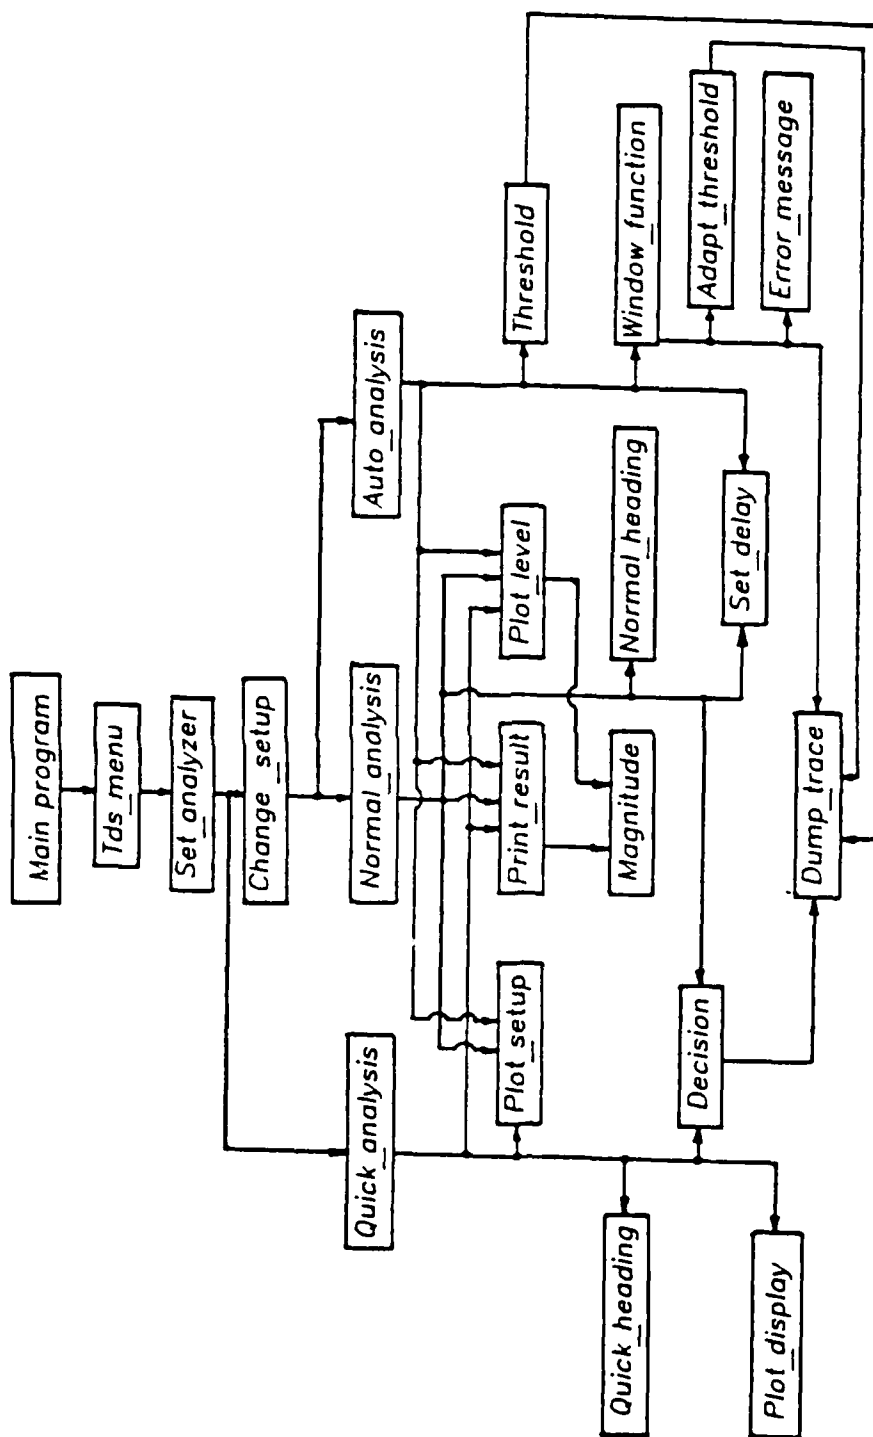 Main program
Tds_menu
Set_analyzer
Change_setup
Quick_analysis
Normal_analysis
Auto_analysis
Plot_setup
Print_result
Plot_level
Threshold
Quick_heading
Magnitude
Normal_heading
Window_function
Decision
Adapt_threshold
Set_delay
Error_message
Plot_display
Dump_trace